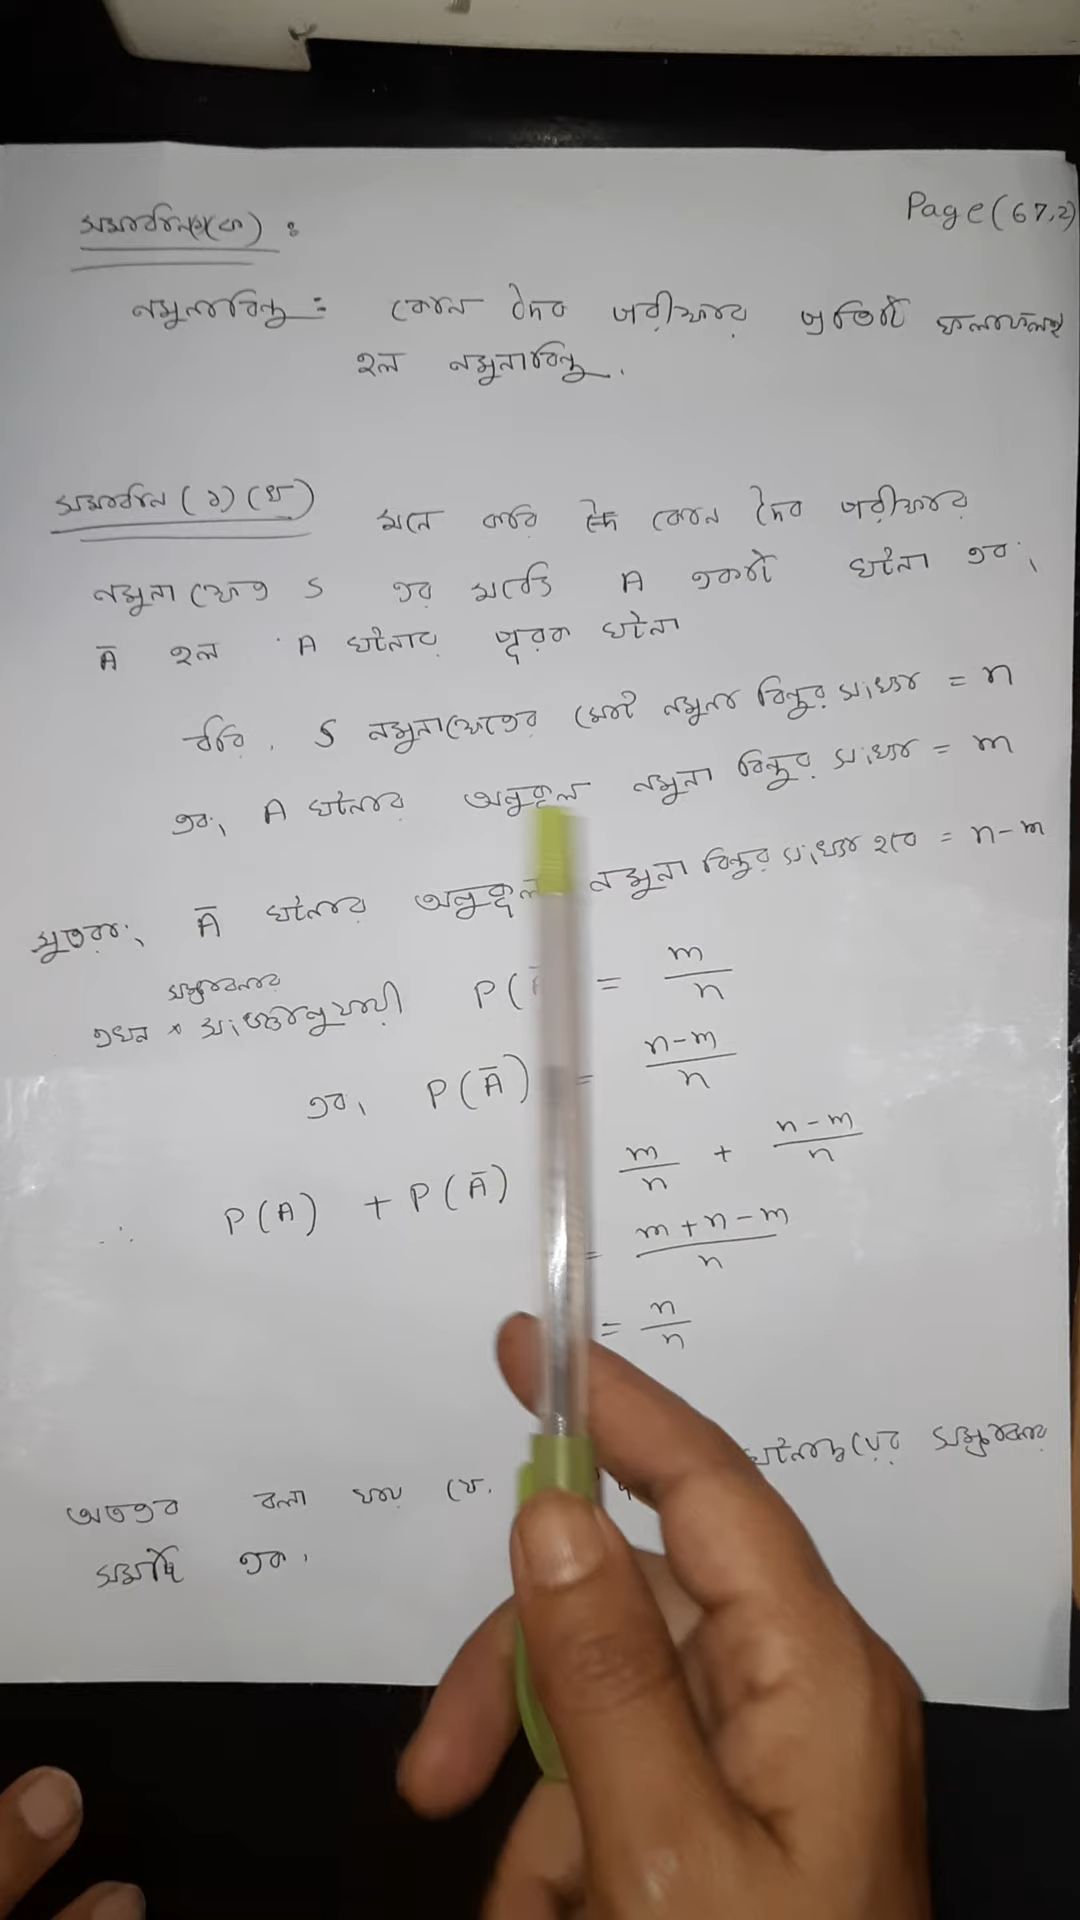 Page (67,2)
সমাধান (ক) :
নমুনাবিন্দু : কোন দৈব পরীক্ষার প্রতিটি ফলাফলই
হল নমুনাবিন্দু.
সমাধান (১) (খ) মনে করি কোন দৈব পরীক্ষার
নমুনা ক্ষেত্র S এর মধ্যে A একটি ঘটনা এবং
Ā হল A ঘটনার পূরক ঘটনা
ধরি, S নমুনাক্ষেত্রের মোট নমুনা বিন্দুর সংখ্যা = n
এবং A ঘটনার অনুকূল নমুনা বিন্দুর সংখ্যা = m
সুতরাং Ā ঘটনার অনুকূল নমুনা বিন্দুর সংখ্যা হবে = n-m
সম্ভাবনার
এখন সংজ্ঞানুযায়ী P( = m/n
এবং P(Ā) = n-m/n
∴ P(A) + P(Ā) m/n + n-m/n
= m+n-m/n
= n/n
অতএব বলা যায় যে, ঘটনাদ্বয়ের সম্ভাবনার
সমষ্টি এক.